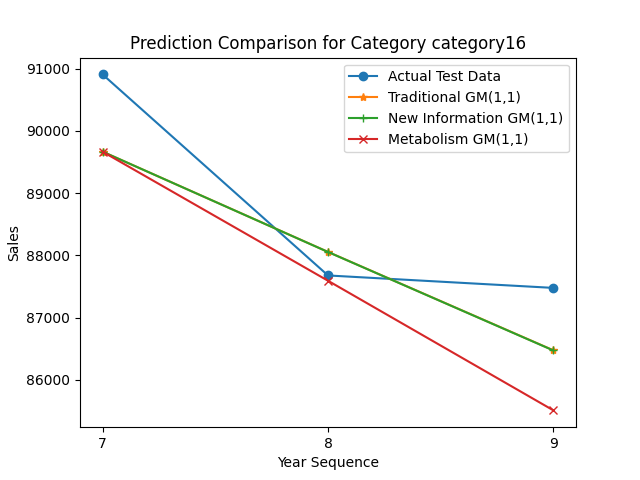 Prediction Comparison for Category category16
Actual Test Data
Traditional GM(1,1)
New Information GM(1,1)
Metabolism GM(1,1)
91000
90000
89000
88000
87000
86000
Sales
7
8
9
Year Sequence